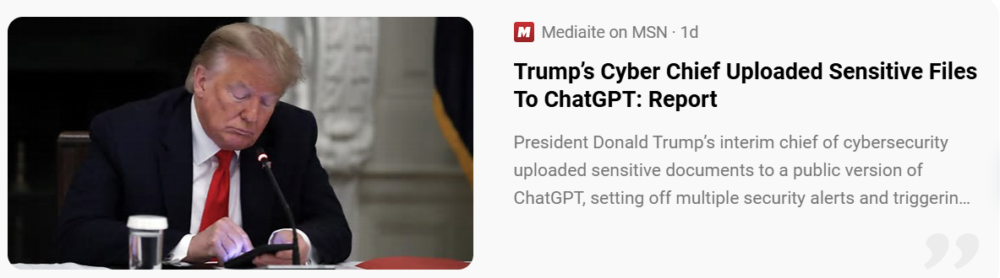 M Mediaite on MSN · 1d
Trump’s Cyber Chief Uploaded Sensitive Files
To ChatGPT: Report
President Donald Trump’s interim chief of cybersecurity
uploaded sensitive documents to a public version of
ChatGPT, setting off multiple security alerts and triggerin…